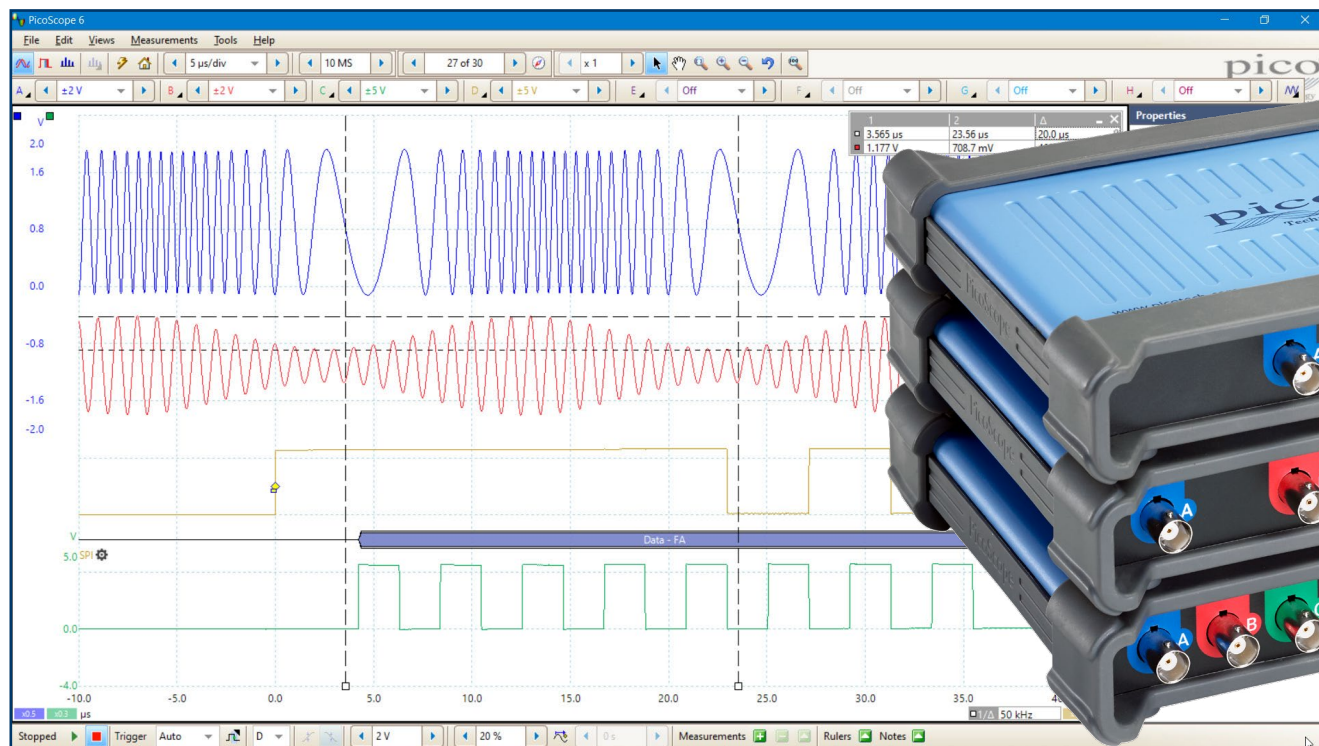 PicoScope 6
File Edit Views Measurements Tools Help
5 µs/div 10 MS 27 of 30 x 1
pico
A ±2 V B ±2 V C ±5 V D ±5 V E Off F Off G Off H Off
V
1 2 Δ
3.565 µs 23.56 µs 20.0 µs
1.177 V 708.7 mV
Properties
2.0
1.6
0.8
0.0
-0.8
-1.6
-2.0
V
Data - FA
5.0 SPI
0.0
-4.0
-10.0 -5.0 0.0 5.0 10.0 15.0 20.0 25.0 30.0 35.0
x0.5 x0.3 µs
1/Δ 50 kHz
PicoScope
PicoScope
PicoScope
A
A
A B
Stopped Trigger Auto D 2 V 20 % 0 s Measurements Rulers Notes